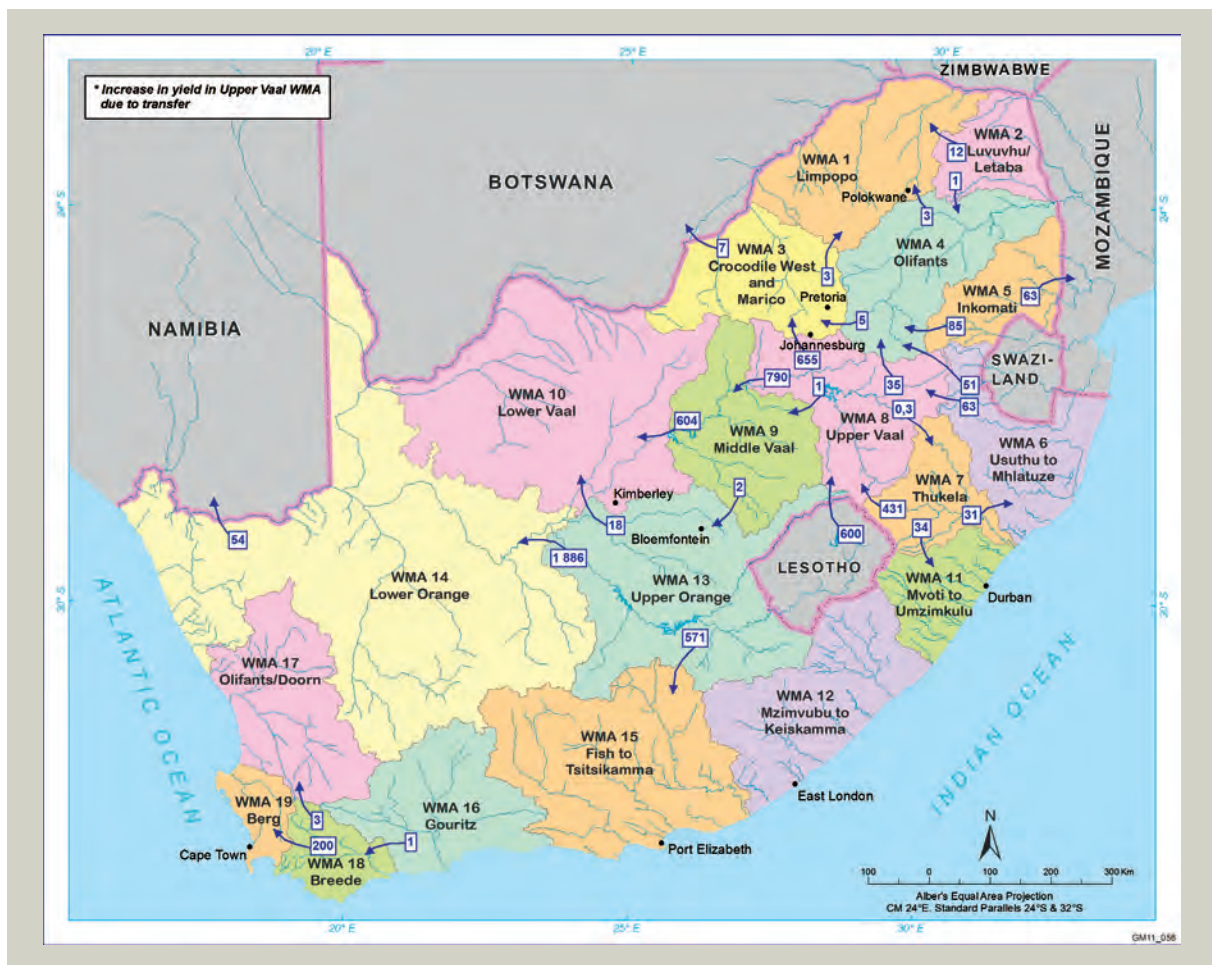 20° E
25° E
30° E
ZIMBWABWE
* Increase in yield in Upper Vaal WMA
due to transfer
MOZAMBIQUE
WMA 2
Luvuvhu/
Letaba
12
WMA 1
Limpopo
BOTSWANA
1
Polokwane
24° S
24° S
3
7
WMA 3
Crocodile West
and
Marico
3
WMA 4
Olifants
WMA 5
Inkomati
63
Pretoria
NAMIBIA
5
85
Johannesburg
655
SWAZI-
LAND
790
1
35
51
WMA 10
Lower Vaal
0,3
63
604
WMA 9
Middle Vaal
WMA 8
Upper Vaal
WMA 6
Usuthu to
Mhlatuze
WMA 7
Thukela
2
Kimberley
431
31
18
34
54
Bloemfontein
600
1 886
LESOTHO
WMA 14
Lower Orange
WMA 13
Upper Orange
WMA 11
Mvoti to
Umzimkulu
Durban
30° S
30° S
571
ATLANTIC OCEAN
WMA 17
Olifants/Doorn
WMA 12
Mzimvubu to
Keiskamma
INDIAN OCEAN
WMA 15
Fish to
Tsitsikamma
East London
WMA 19
Berg
3
WMA 16
Gouritz
N
200
1
Cape Town
WMA 18
Breede
Port Elizabeth
100 0 100 200 300 Km
Alber's Equal Area Projection
CM 24°E. Standard Parallels 24°S & 32°S
20° E
25° E
30° E
GM11_056